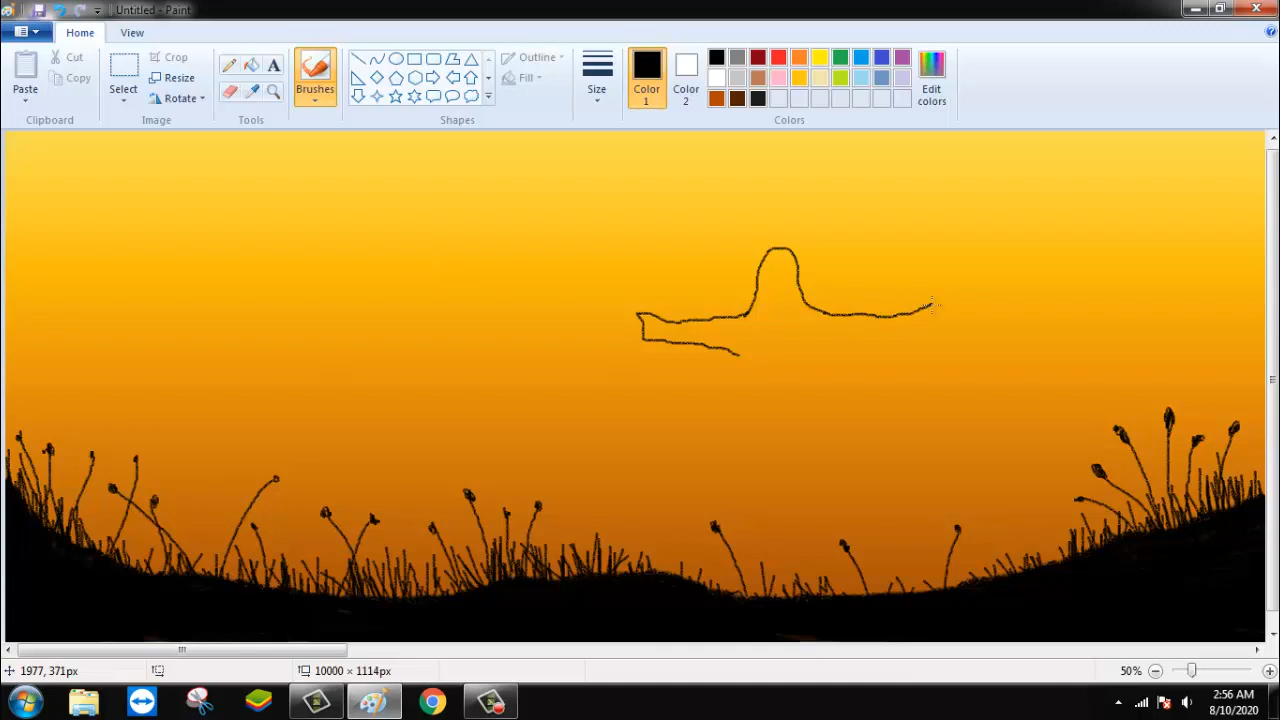 Untitled - Paint
Home View
Paste
Cut
Copy
Clipboard
Select
Crop
Resize
Rotate
Image
A
Tools
Brushes
Outline
Fill
Shapes
Size
Color 1
Color 2
Edit colors
Colors
1977, 371px
10000 × 1114px
50%
2:56 AM
8/10/2020